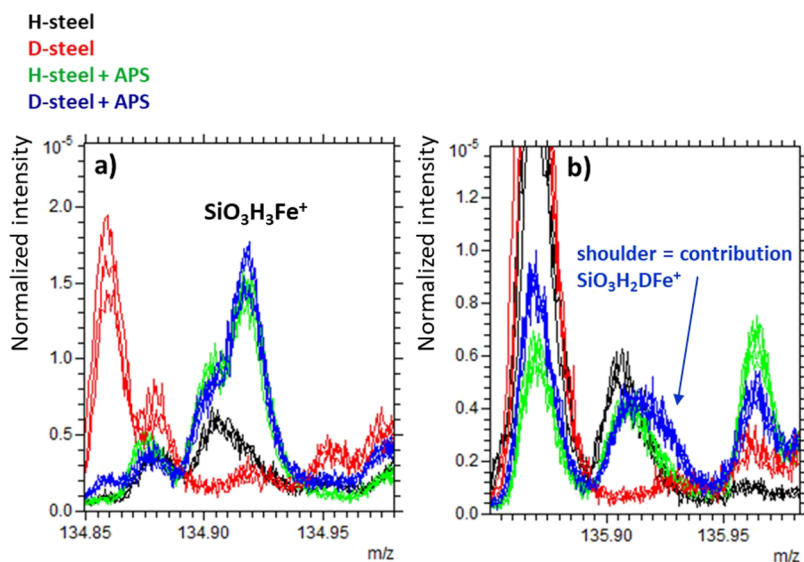 H-steel
D-steel
H-steel + APS
D-steel + APS
Normalized intensity
10⁻⁵
a)
SiO₃H₃Fe⁺
2.0
1.5
1.0
0.5
0.0
134.85
134.90
134.95
m/z
Normalized intensity
10⁻⁵
b)
shoulder = contribution
SiO₃H₂DFe⁺
1.2
1.0
0.8
0.6
0.4
0.2
0.0
135.90
135.95
m/z